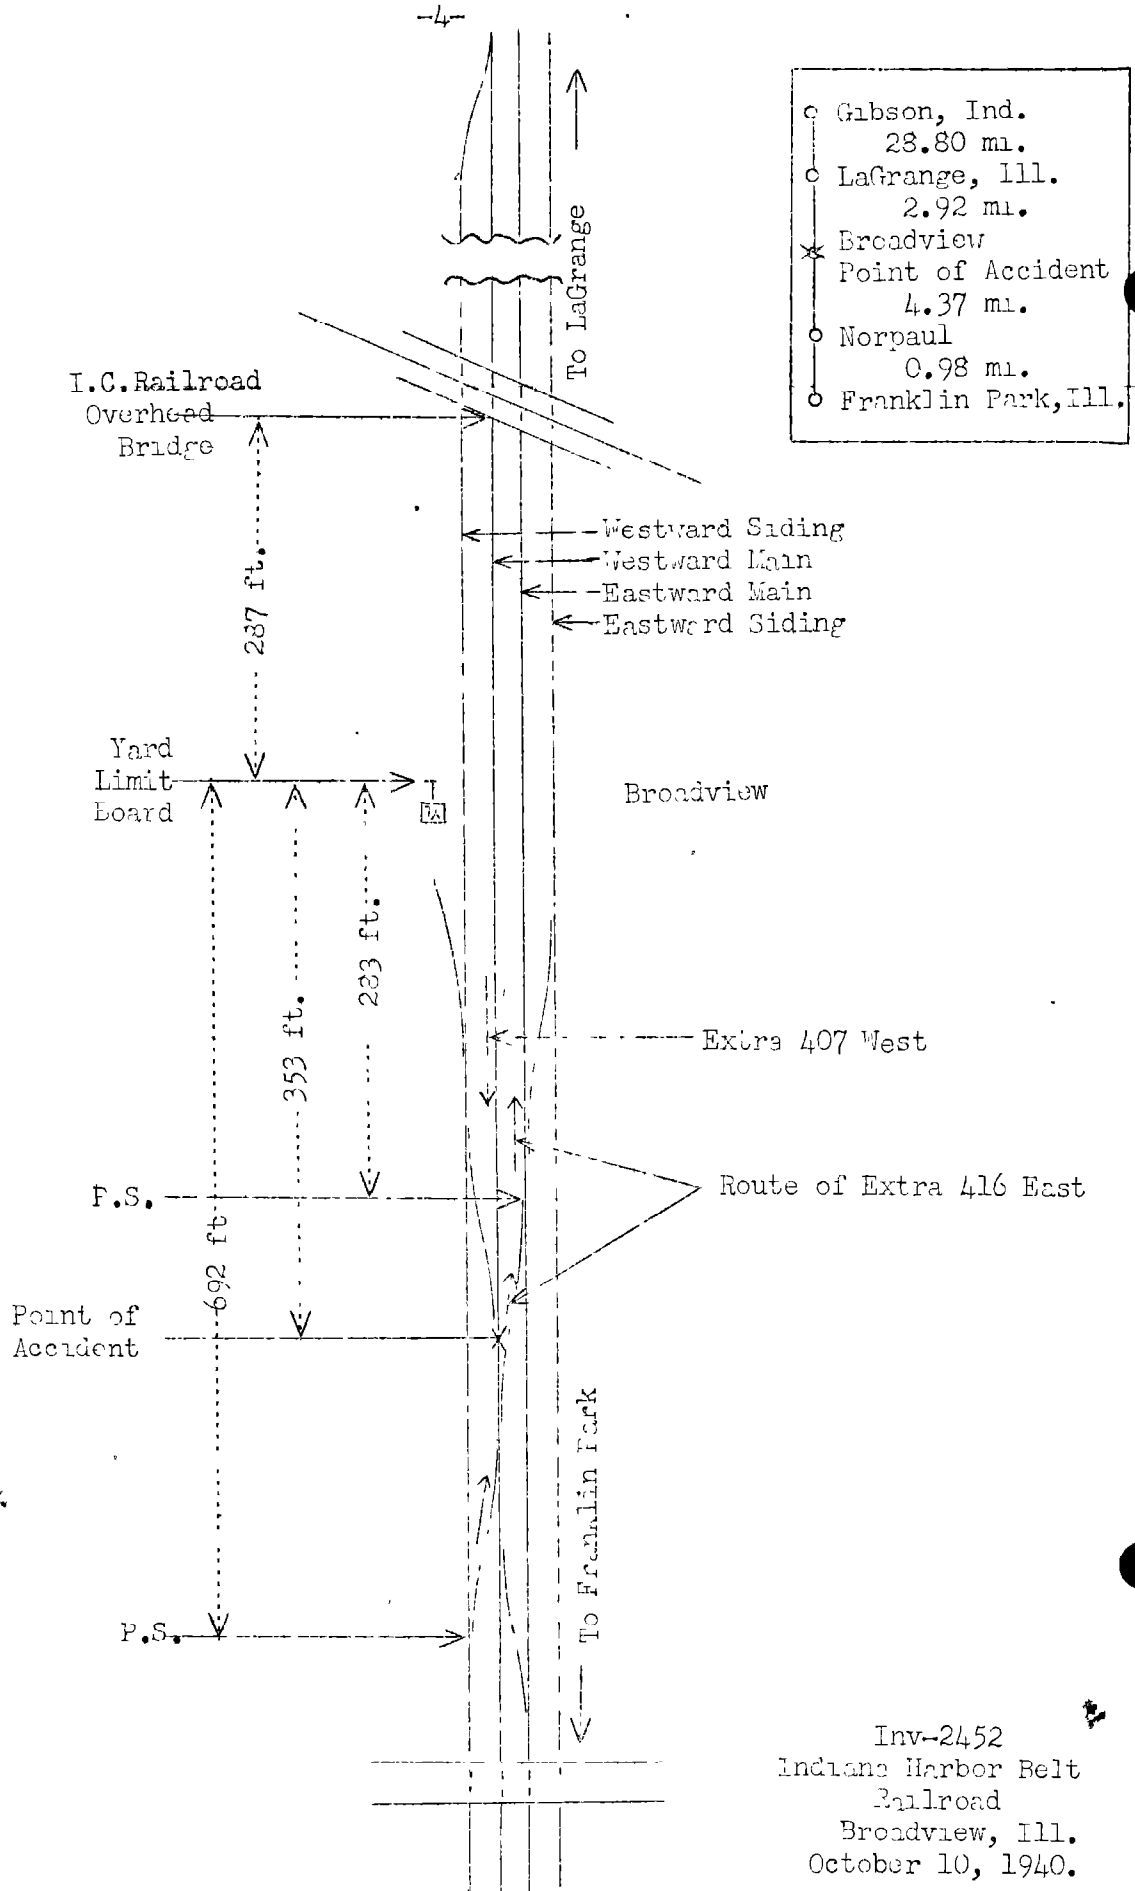 -4-
Gibson, Ind.
28.80 mi.
LaGrange, Ill.
2.92 mi.
Broadview
Point of Accident
4.37 mi.
Norpaul
0.98 mi.
Franklin Park, Ill.
To LaGrange
I.C.Railroad
Overhead
Bridge
287 ft.
Westward Siding
Westward Main
Eastward Main
Eastward Siding
Yard
Limit
Board
Broadview
283 ft.
353 ft.
692 ft
Extra 407 West
P.S.
Route of Extra 416 East
Point of
Accident
To Franklin Park
P.S.
Inv-2452
Indiana Harbor Belt
Railroad
Broadview, Ill.
October 10, 1940.